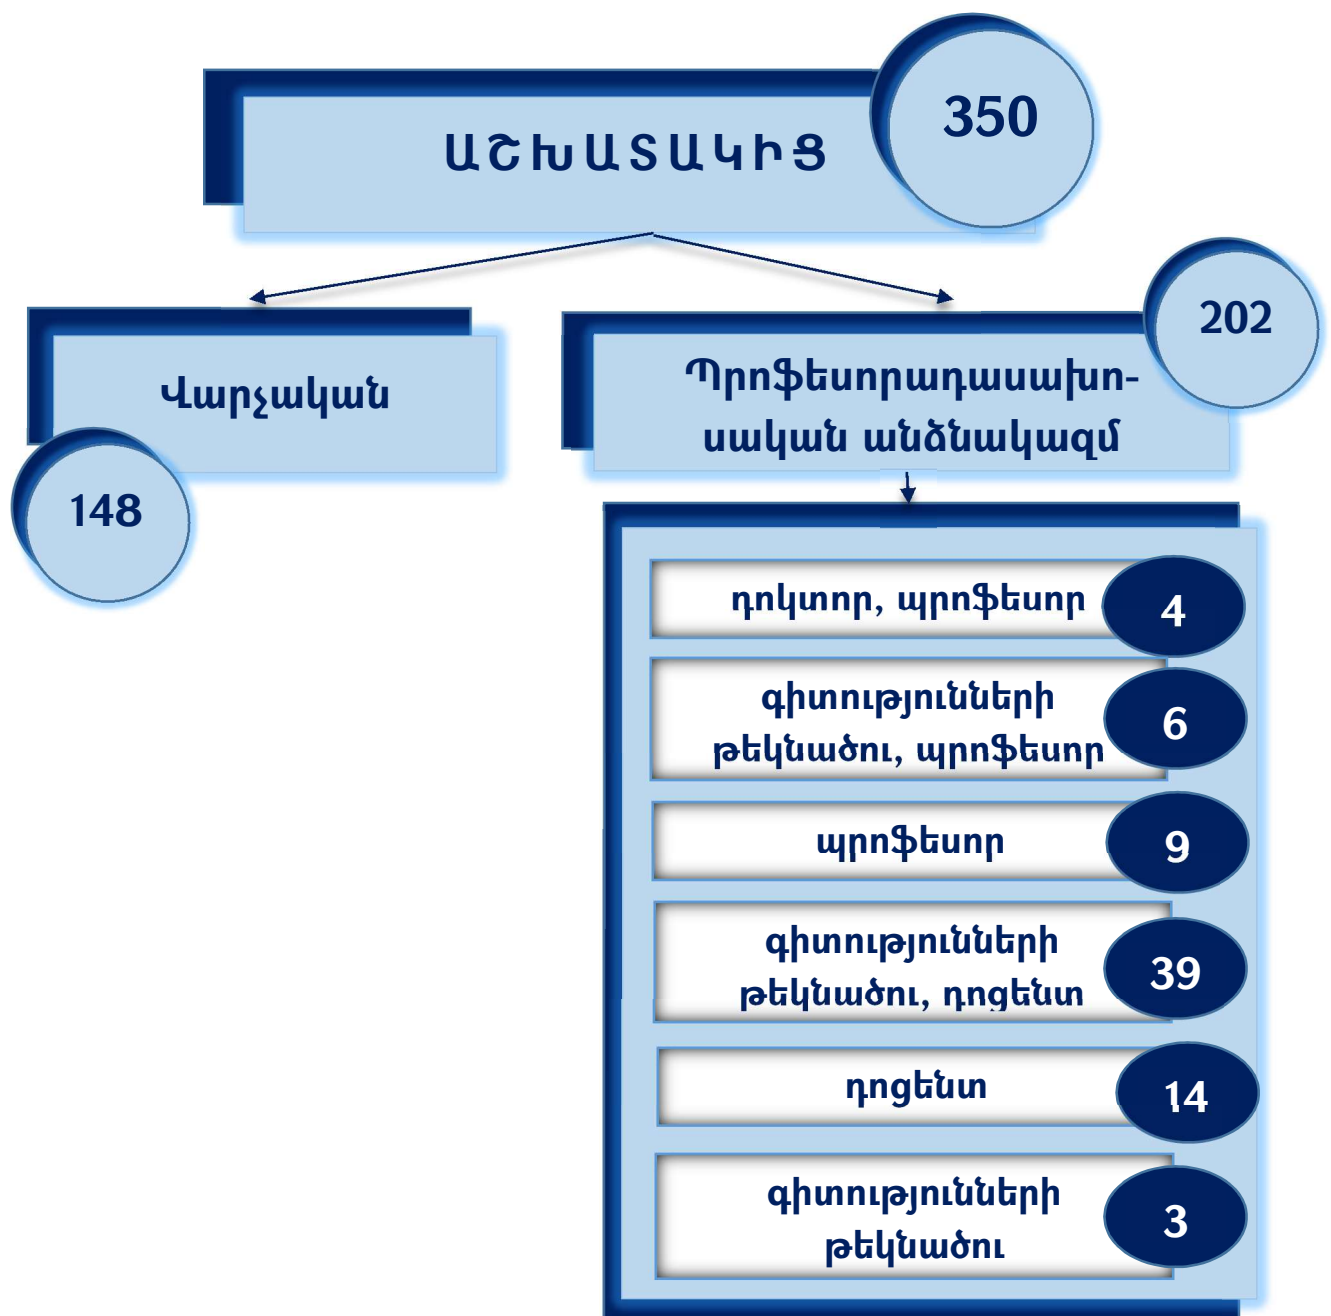 ԱՇԽԱՏԱԿԻՑ
350
Վարչական
148
Պրոֆեսորադասախո-
սական անձնակազմ
202
դոկտոր, պրոֆեսոր
4
գիտությունների
թեկնածու, պրոֆեսոր
6
պրոֆեսոր
9
գիտությունների
թեկնածու, դոցենտ
39
դոցենտ
14
գիտությունների
թեկնածու
3